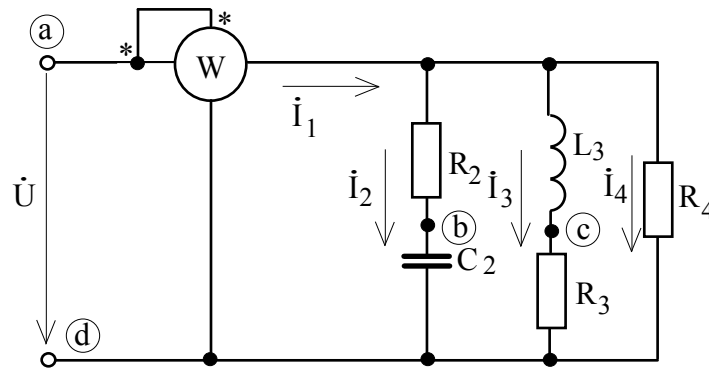 a
*
*
W
İ₁
U̇
R₂
İ₂
b
C₂
L₃
İ₃
c
R₃
İ₄
R₄
d